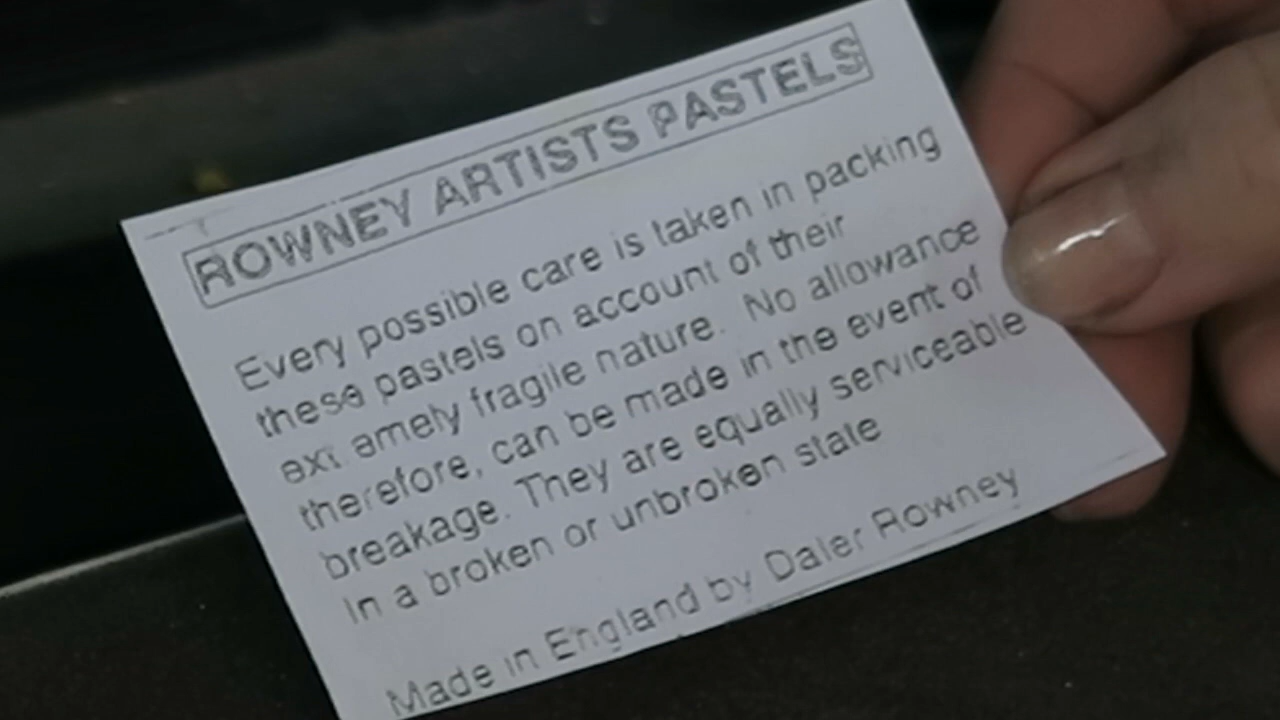 ROWNEY ARTISTS PASTELS
Every possible care is taken in packing
these pastels on account of their
extremely fragile nature. No allowance
therefore, can be made in the event of
breakage. They are equally serviceable
In a broken or unbroken state
Made in England by Daler Rowney